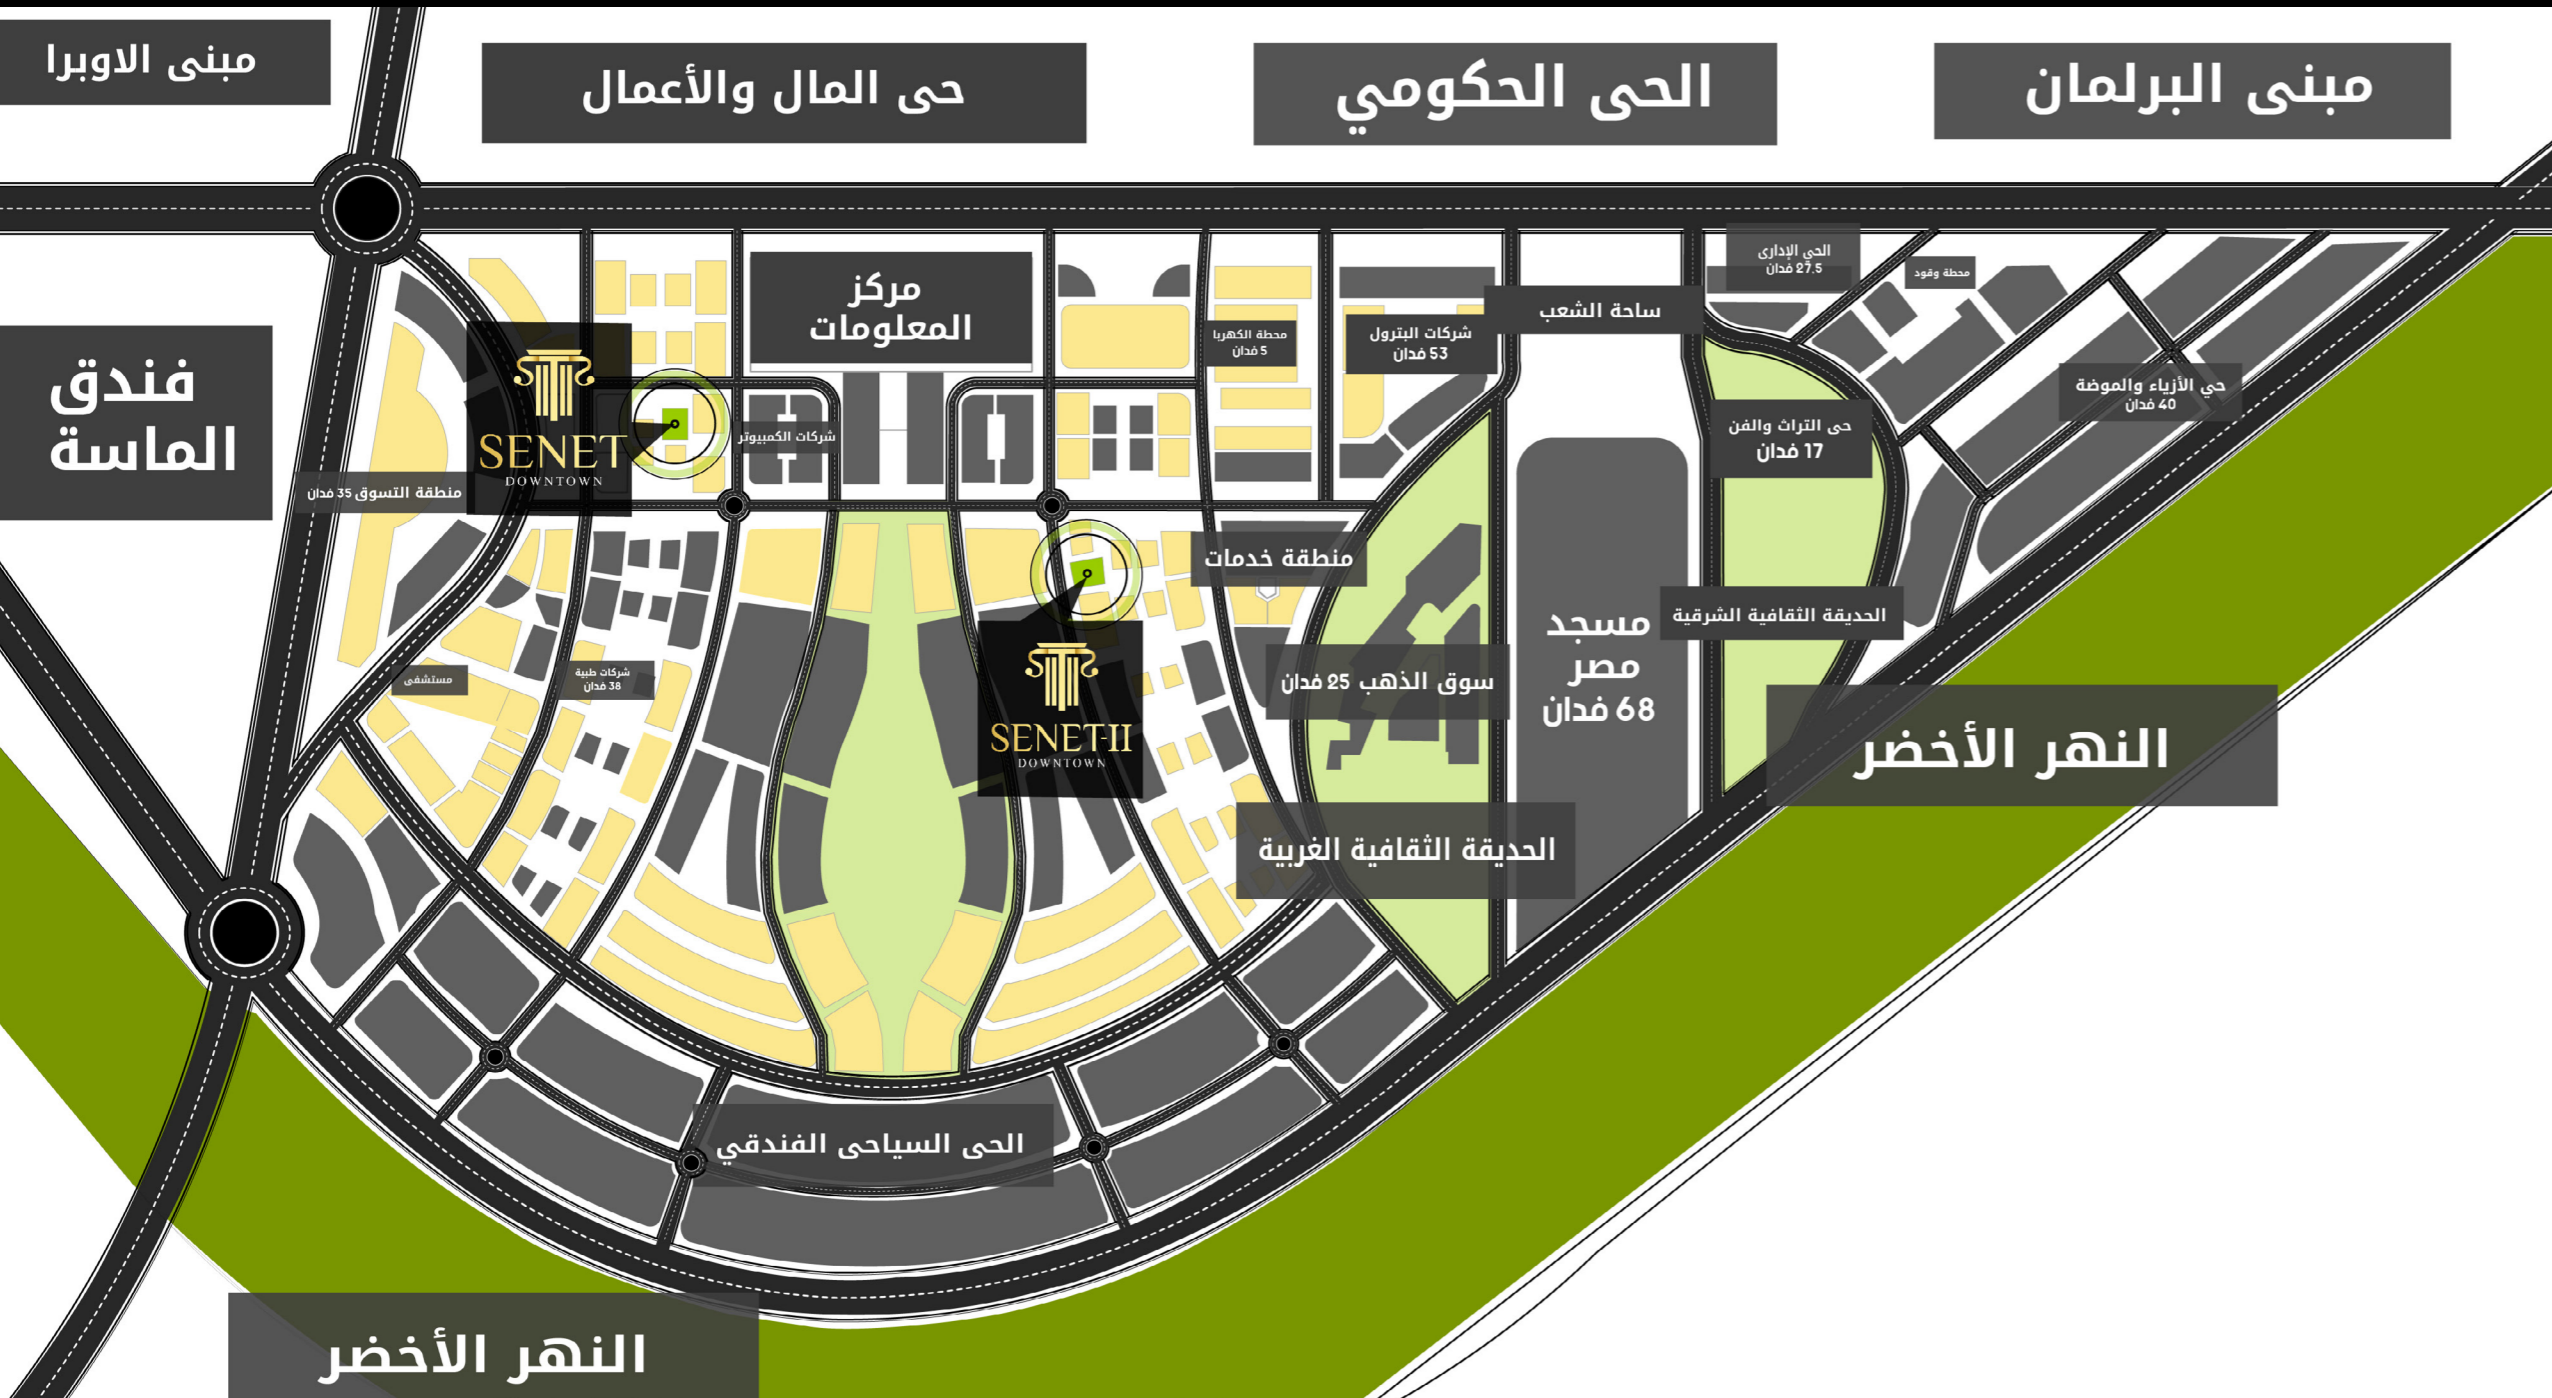 مبنى الاوبرا
حى المال والأعمال
الحى الحكومي
مبنى البرلمان
فندق
الماسة
مركز
المعلومات
محطة الكهربا
5 فدان
شركات البترول
53 فدان
ساحة الشعب
الحي الإدارى
27.5 فدان
محطة وقود
حي الأزياء والموضة
40 فدان
حى التراث والفن
17 فدان
SENET
DOWNTOWN
شركات الكمبيوتر
منطقة التسوق 35 فدان
منطقة خدمات
مسجد
مصر
68 فدان
الحديقة الثقافية الشرقية
مستشفى
شركات طبية
38 فدان
SENET-II
DOWNTOWN
سوق الذهب 25 فدان
النهر الأخضر
الحديقة الثقافية الغربية
الحى السياحى الفندقي
النهر الأخضر